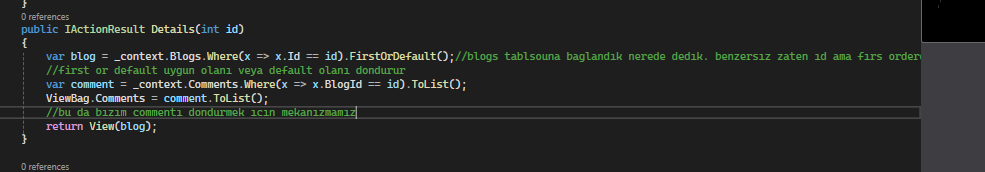 }
0 references
public IActionResult Details(int id)
{
var blog = _context.Blogs.Where(x => x.Id == id).FirstOrDefault();//blogs tablsouna baglandık nerede dedık. benzersız zaten ıd ama fırs ordere
//first or default uygun olanı veya default olanı dondurur
var comment = _context.Comments.Where(x => x.BlogId == id).ToList();
ViewBag.Comments = comment.ToList();
//bu da bızım commentı dondurmek ıcın mekanızmamız
return View(blog);
}
0 references